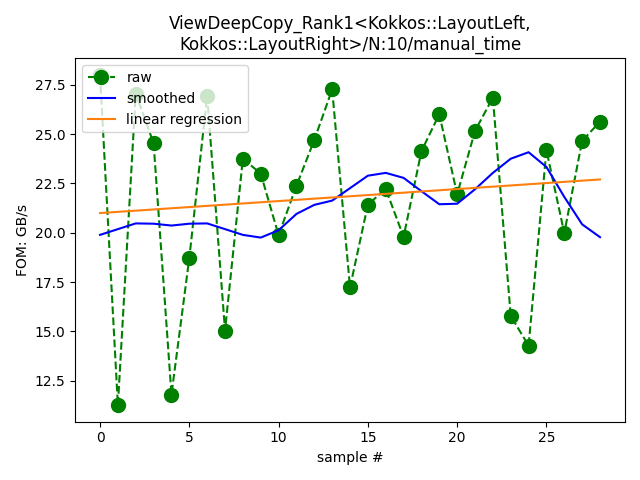 ViewDeepCopy_Rank1<Kokkos::LayoutLeft,
Kokkos::LayoutRight>/N:10/manual_time
raw
smoothed
linear regression
FOM: GB/s
27.5
25.0
22.5
20.0
17.5
15.0
12.5
0 5 10 15 20 25
sample #